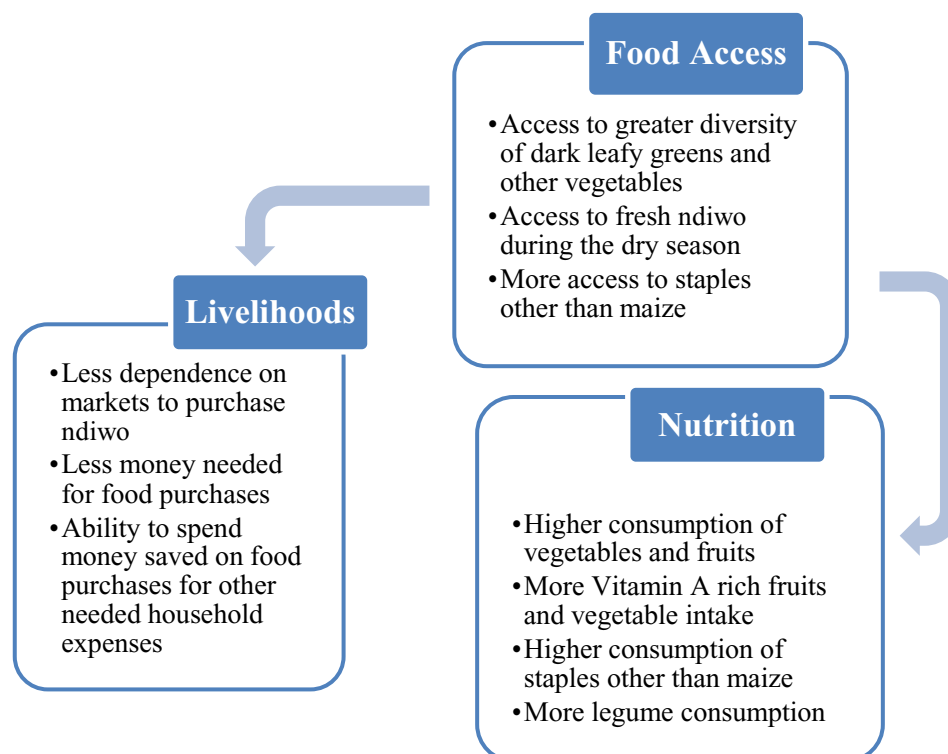 Food Access
•Access to greater diversity
of dark leafy greens and
other vegetables
•Access to fresh ndiwo
during the dry season
•More access to staples
other than maize
Livelihoods
•Less dependence on
markets to purchase
ndiwo
•Less money needed
for food purchases
•Ability to spend
money saved on food
purchases for other
needed household
expenses
Nutrition
•Higher consumption of
vegetables and fruits
•More Vitamin A rich fruits
and vegetable intake
•Higher consumption of
staples other than maize
•More legume consumption